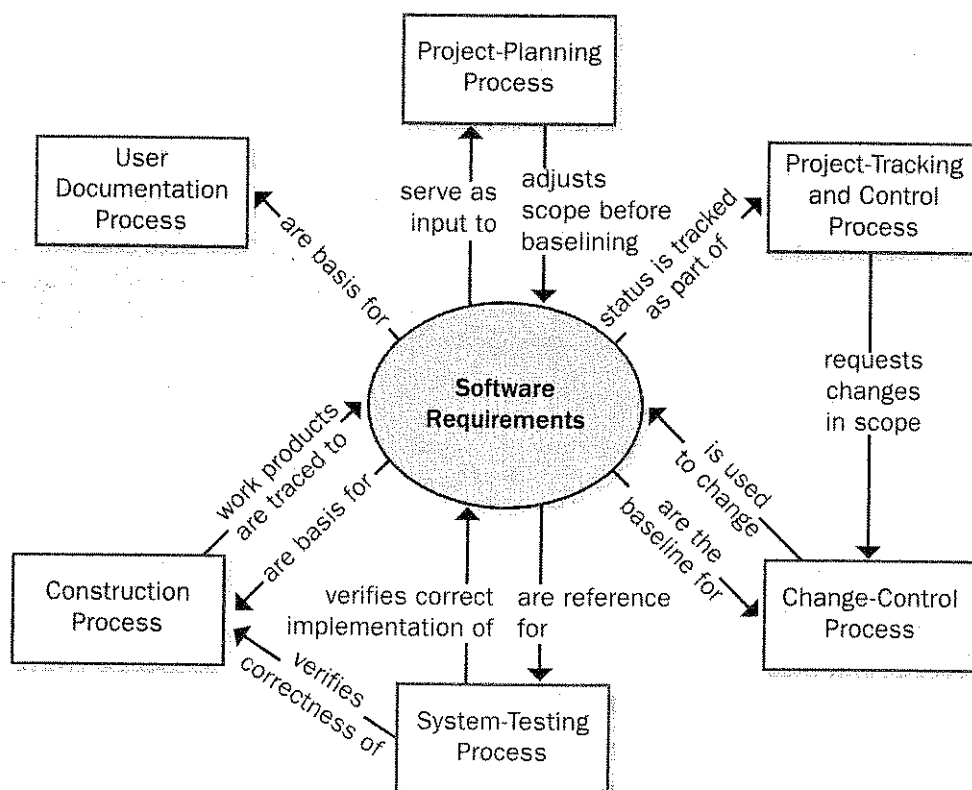 Project-Planning
Process
User
Documentation
Process
Project-Tracking
and Control
Process
serve as
input to
adjusts
scope before
baselining
are basis for
status is tracked
as part of
requests
changes
in scope
Software
Requirements
work products
are traced to
are basis for
is used
to change
are the
baseline for
Construction
Process
verifies correct
implementation of
are reference
for
Change-Control
Process
verifies
correctness of
System-Testing
Process